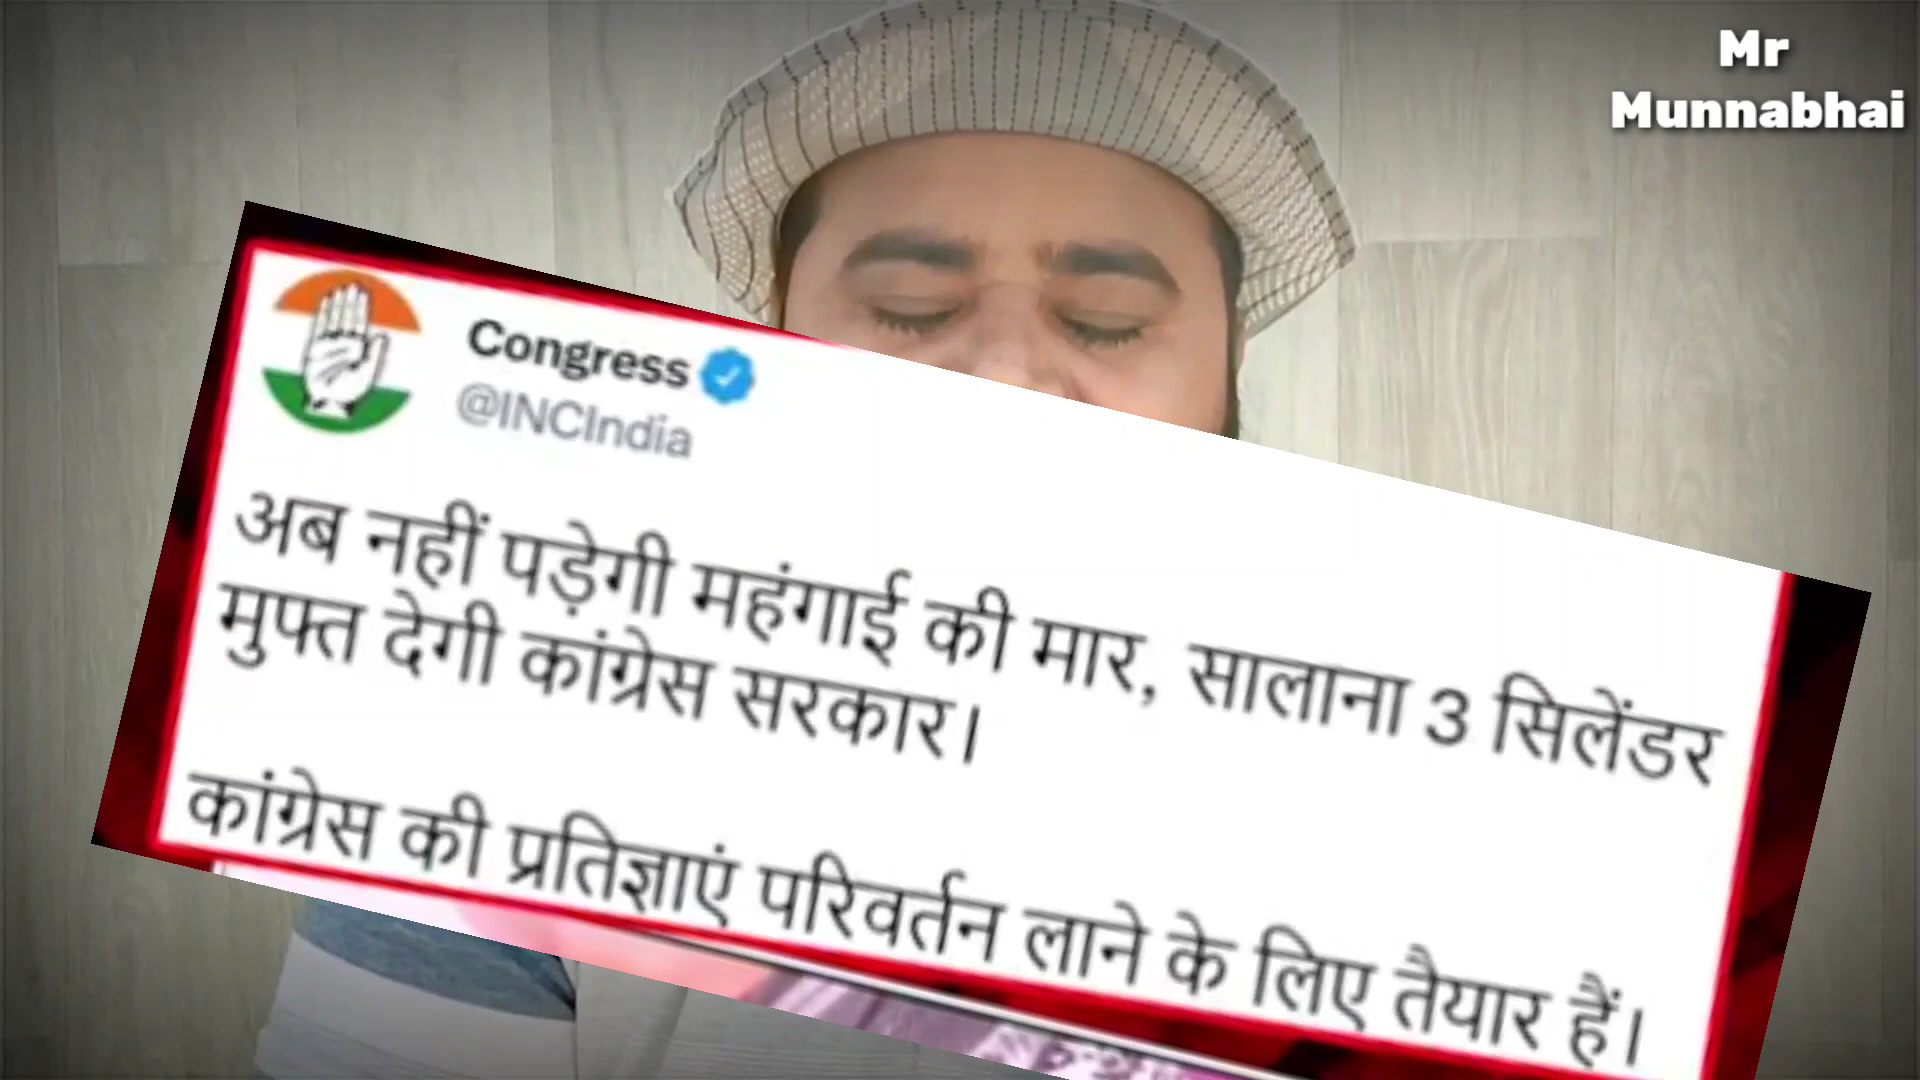 Mr
Munnabhai
Congress
@INCIndia
अब नहीं पड़ेगी महंगाई की मार, सालाना 3 सिलेंडर
मुफ्त देगी कांग्रेस सरकार।
कांग्रेस की प्रतिज्ञाएं परिवर्तन लाने के लिए तैयार हैं।